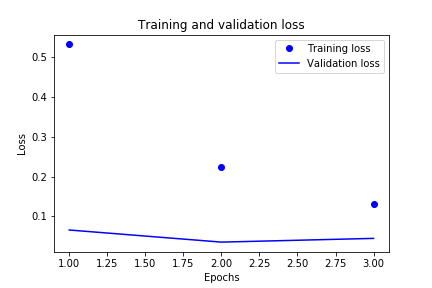 Training and validation loss
Training loss
Validation loss
Loss
0.5
0.4
0.3
0.2
0.1
1.00 1.25 1.50 1.75 2.00 2.25 2.50 2.75 3.00
Epochs